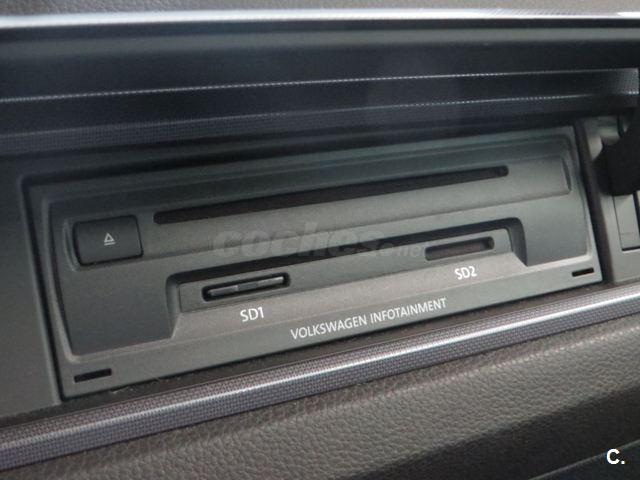 coches.net
SD1
SD2
VOLKSWAGEN INFOTAINMENT
C.